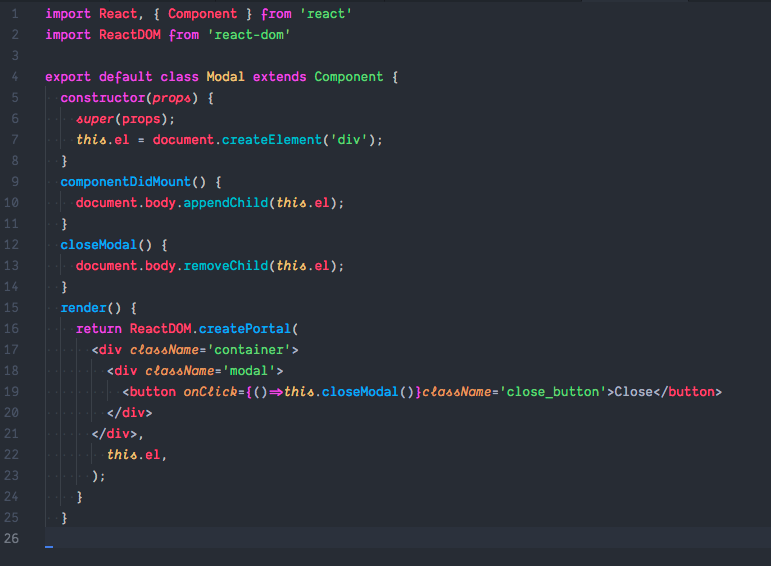 1 import React, { Component } from 'react'
2 import ReactDOM from 'react-dom'
3
4 export default class Modal extends Component {
5   constructor(props) {
6     super(props);
7     this.el = document.createElement('div');
8   }
9   componentDidMount() {
10     document.body.appendChild(this.el);
11   }
12   closeModal() {
13     document.body.removeChild(this.el);
14   }
15   render() {
16     return ReactDOM.createPortal(
17       <div className='container'>
18         <div className='modal'>
19           <button onClick={()=>this.closeModal()}className='close_button'>Close</button>
20         </div>
21       </div>,
22         this.el,
23       );
24     }
25   }
26